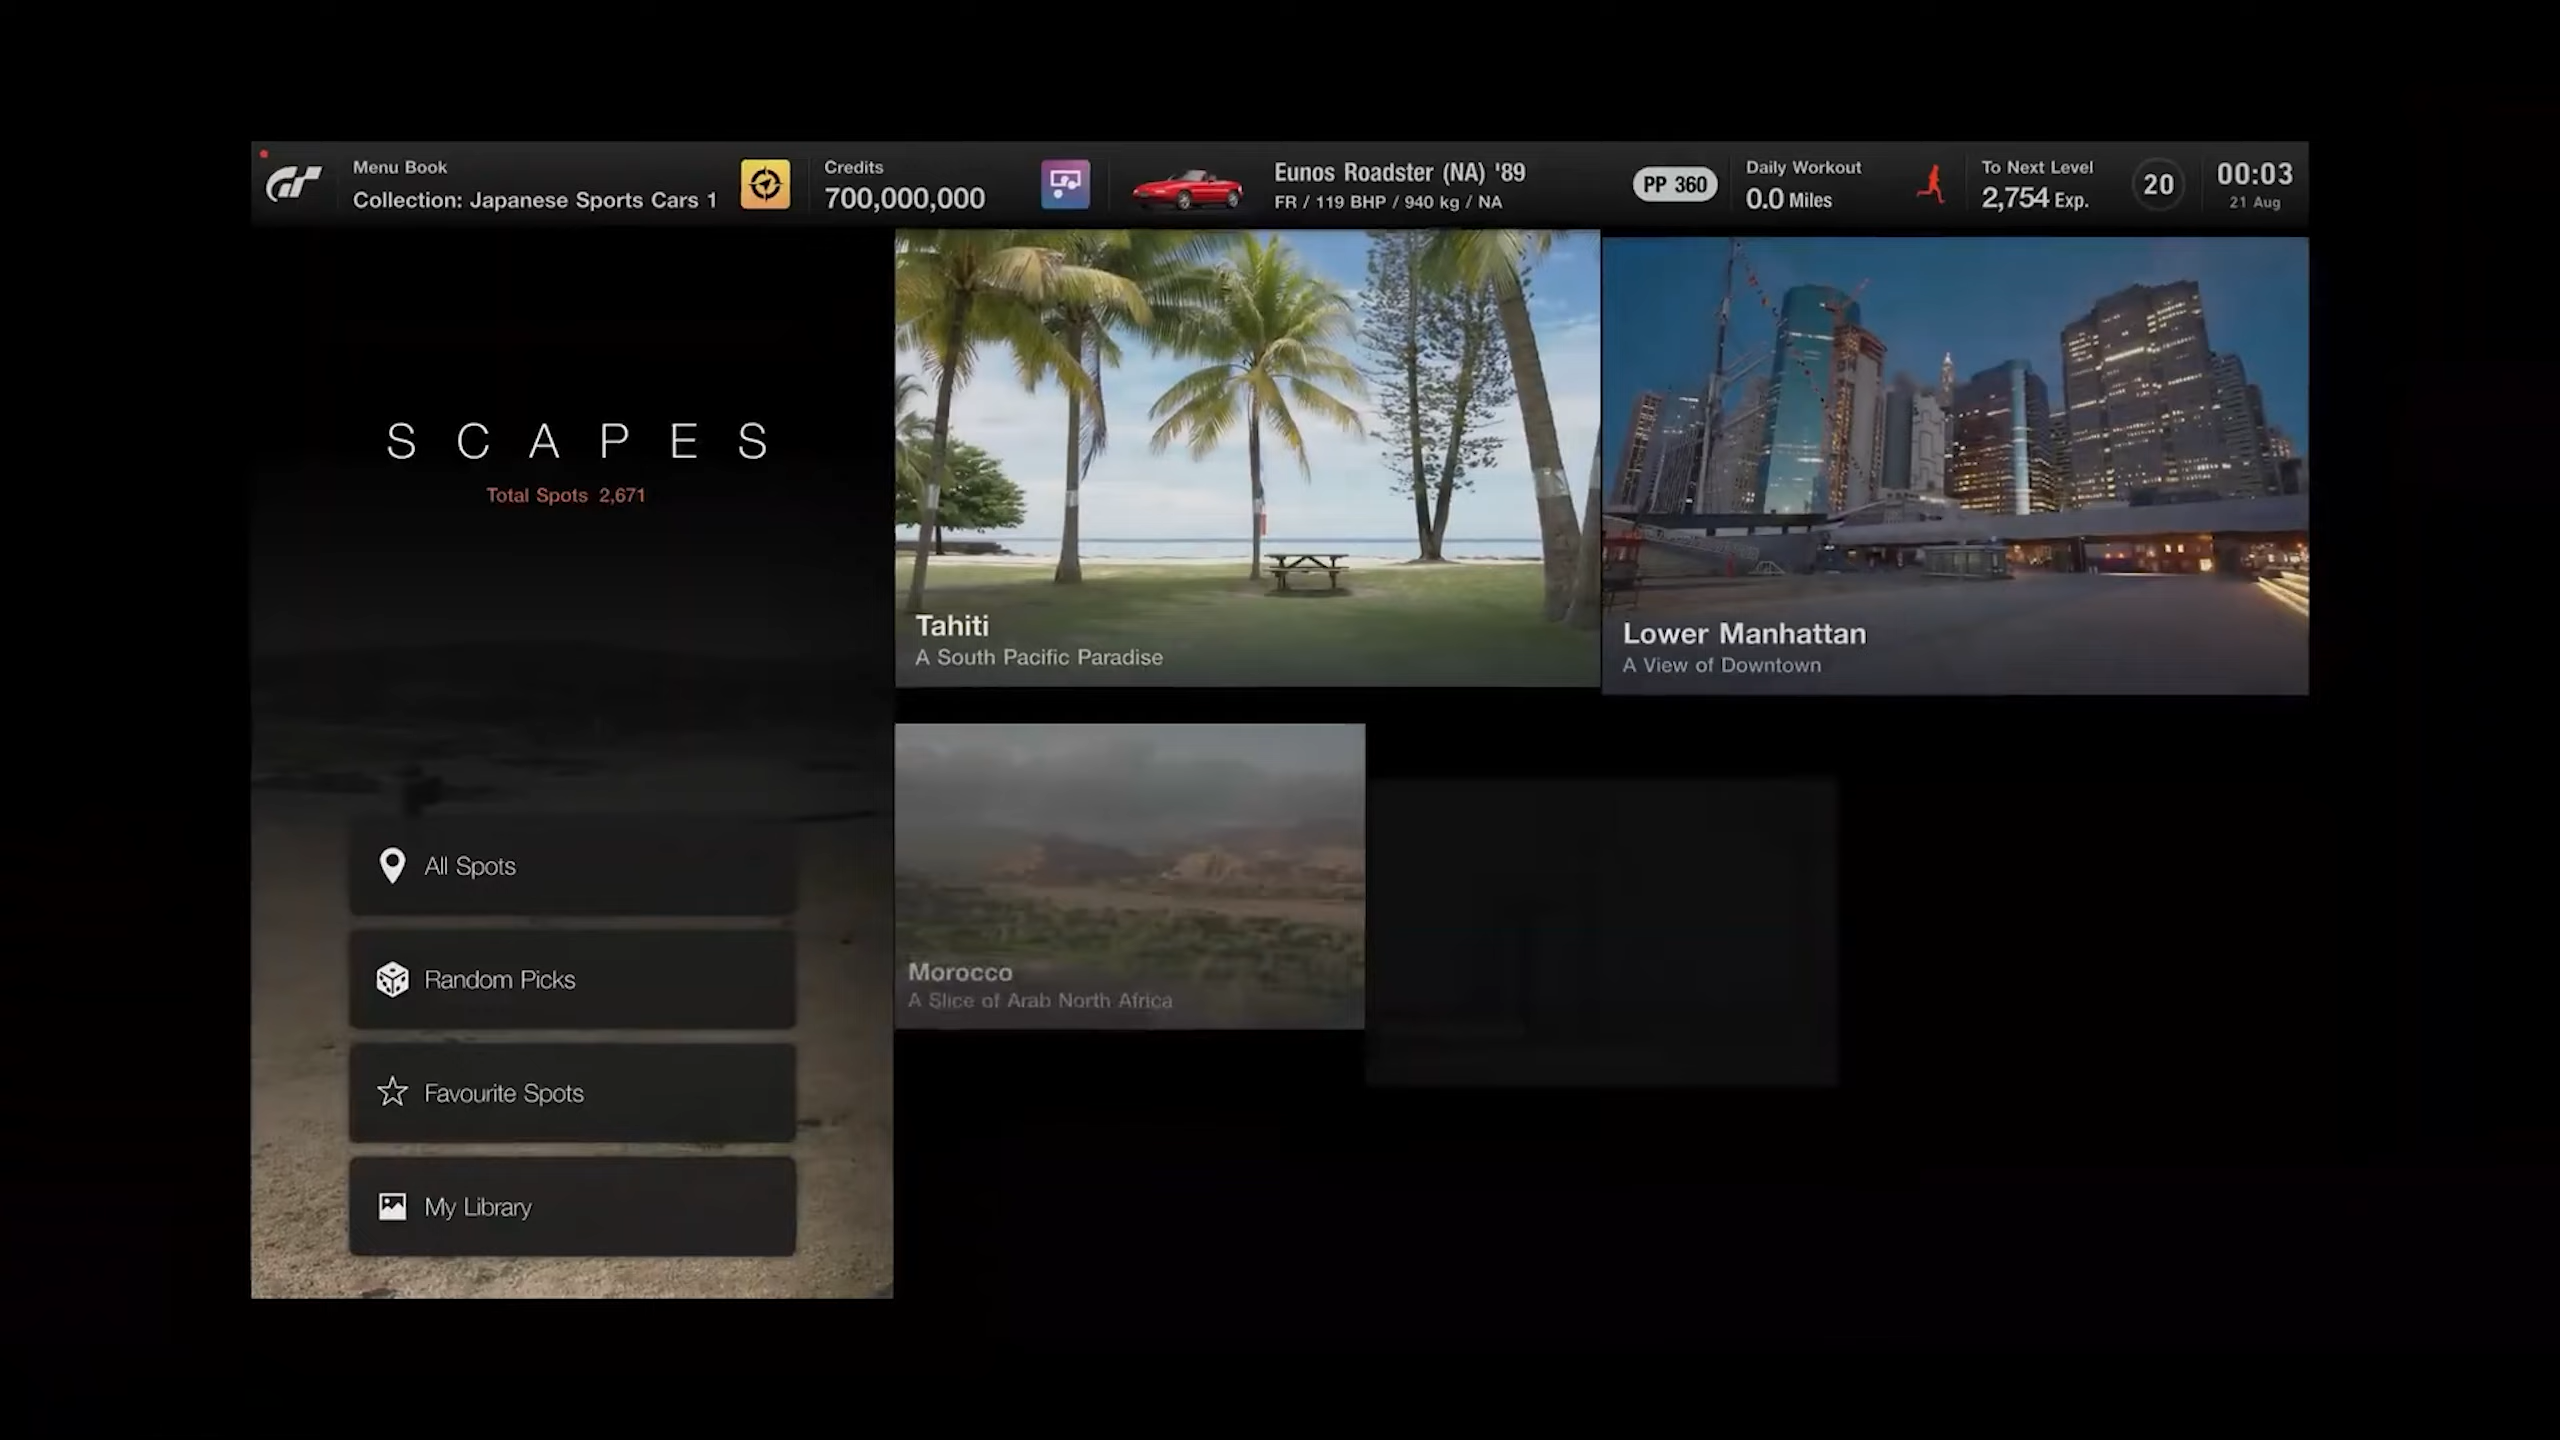 Menu Book
Collection: Japanese Sports Cars 1
Credits
700,000,000
Eunos Roadster (NA) '89
FR / 119 BHP / 940 kg / NA
PP 360
Daily Workout
0.0 Miles
To Next Level
2,754 Exp.
20
00:03
21 Aug
SCAPES
Total Spots 2,671
All Spots
Random Picks
Favourite Spots
My Library
Tahiti
A South Pacific Paradise
Lower Manhattan
A View of Downtown
Morocco
A Slice of Arab North Africa